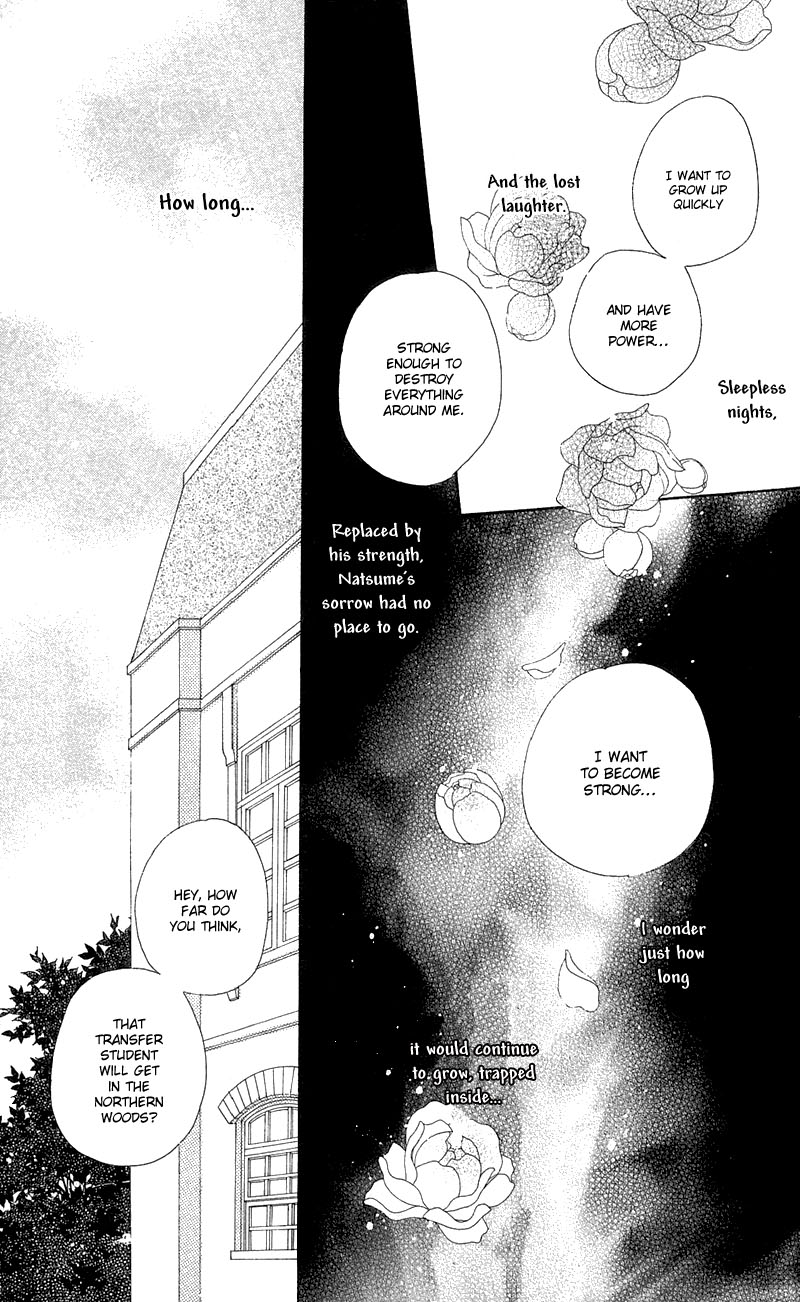 I WANT TO
GROW UP
QUICKLY
And the lost
laughter.
AND HAVE
MORE
POWER...
Sleepless
nights,
STRONG
ENOUGH TO
DESTROY
EVERYTHING
AROUND ME.
Replaced by
his strength,
Natsume's
sorrow had no
place to go.
I WANT
TO BECOME
STRONG...
I wonder
just how
long
it would continue
to grow, trapped
inside...
How long...
HEY, HOW
FAR DO
YOU THINK,
THAT
TRANSFER
STUDENT
WILL GET
IN THE
NORTHERN
WOODS?